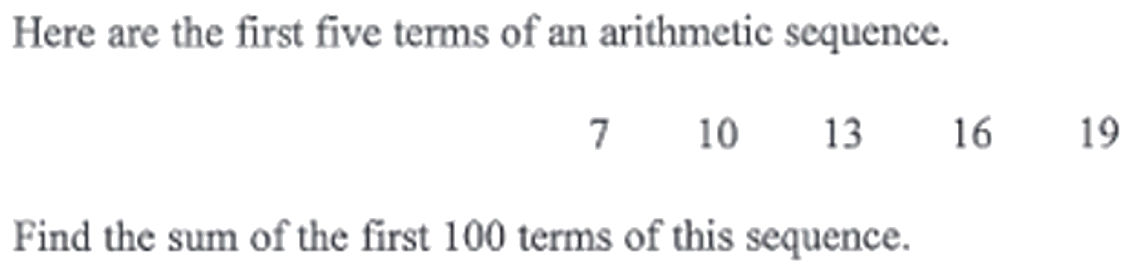 Here are the first five terms of an arithmetic sequence.
7 10 13 16 19
Find the sum of the first 100 terms of this sequence.